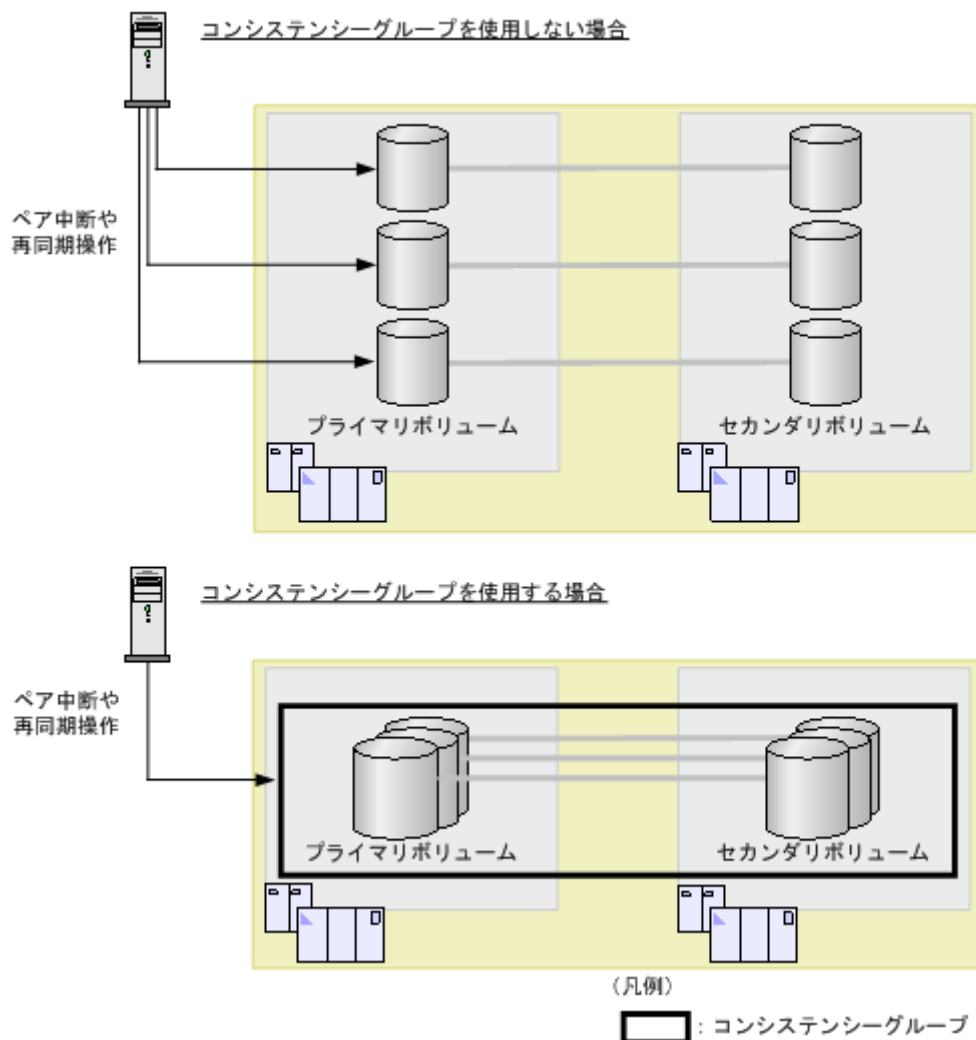 コンシステンシーグループを使用しない場合
ペア中断や
再同期操作
プライマリボリューム
セカンダリボリューム
コンシステンシーグループを使用する場合
ペア中断や
再同期操作
プライマリボリューム
セカンダリボリューム
（凡例）
：コンシステンシーグループ